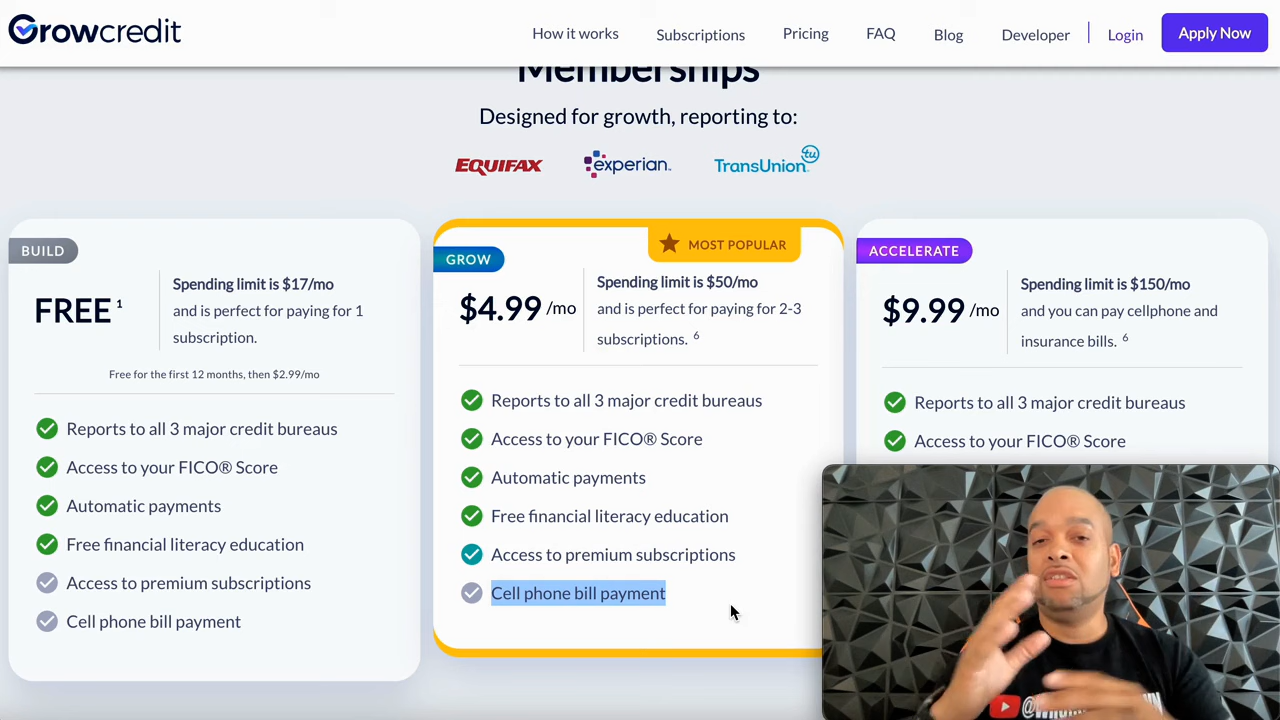 Growcredit
How it works
Subscriptions
Pricing
FAQ
Blog
Developer
Login
Apply Now
Memberships
Designed for growth, reporting to:
EQUIFAX
experian.
TransUnion
tu
BUILD
FREE 1
Spending limit is $17/mo
and is perfect for paying for 1
subscription.
Free for the first 12 months, then $2.99/mo
Reports to all 3 major credit bureaus
Access to your FICO® Score
Automatic payments
Free financial literacy education
Access to premium subscriptions
Cell phone bill payment
MOST POPULAR
GROW
$4.99 /mo
Spending limit is $50/mo
and is perfect for paying for 2-3
subscriptions. 6
Reports to all 3 major credit bureaus
Access to your FICO® Score
Automatic payments
Free financial literacy education
Access to premium subscriptions
Cell phone bill payment
ACCELERATE
$9.99 /mo
Spending limit is $150/mo
and you can pay cellphone and
insurance bills. 6
Reports to all 3 major credit bureaus
Access to your FICO® Score